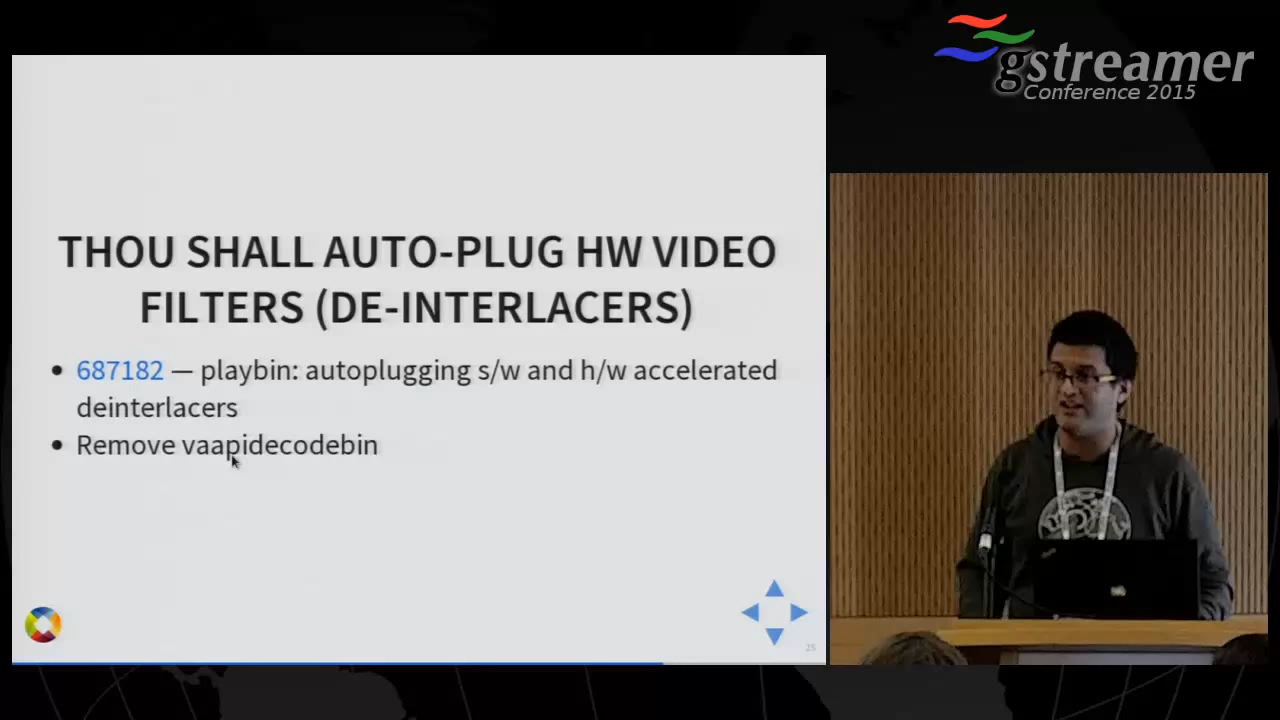 gstreamer
Conference 2015
THOU SHALL AUTO-PLUG HW VIDEO
FILTERS (DE-INTERLACERS)
• 687182 — playbin: autoplugging s/w and h/w accelerated
deinterlacers
• Remove vaapidecodebin
25